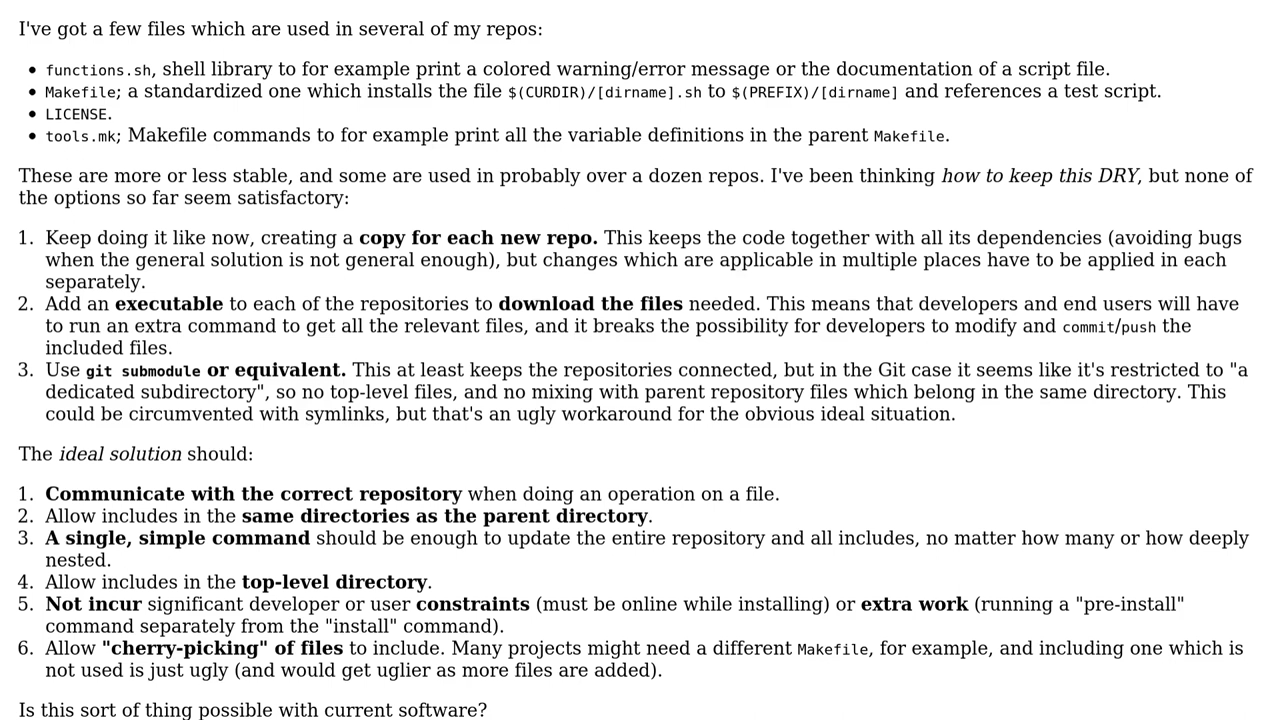 I've got a few files which are used in several of my repos:
• functions.sh, shell library to for example print a colored warning/error message or the documentation of a script file.
• Makefile; a standardized one which installs the file $(CURDIR)/[dirname].sh to $(PREFIX)/[dirname] and references a test script.
• LICENSE.
• tools.mk; Makefile commands to for example print all the variable definitions in the parent Makefile.
These are more or less stable, and some are used in probably over a dozen repos. I've been thinking how to keep this DRY, but none of
the options so far seem satisfactory:
1. Keep doing it like now, creating a copy for each new repo. This keeps the code together with all its dependencies (avoiding bugs
when the general solution is not general enough), but changes which are applicable in multiple places have to be applied in each
separately.
2. Add an executable to each of the repositories to download the files needed. This means that developers and end users will have
to run an extra command to get all the relevant files, and it breaks the possibility for developers to modify and commit/push the
included files.
3. Use git submodule or equivalent. This at least keeps the repositories connected, but in the Git case it seems like it's restricted to "a
dedicated subdirectory", so no top-level files, and no mixing with parent repository files which belong in the same directory. This
could be circumvented with symlinks, but that's an ugly workaround for the obvious ideal situation.
The ideal solution should:
1. Communicate with the correct repository when doing an operation on a file.
2. Allow includes in the same directories as the parent directory.
3. A single, simple command should be enough to update the entire repository and all includes, no matter how many or how deeply
nested.
4. Allow includes in the top-level directory.
5. Not incur significant developer or user constraints (must be online while installing) or extra work (running a "pre-install"
command separately from the "install" command).
6. Allow "cherry-picking" of files to include. Many projects might need a different Makefile, for example, and including one which is
not used is just ugly (and would get uglier as more files are added).
Is this sort of thing possible with current software?